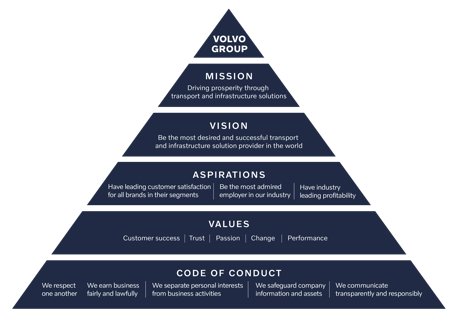 VOLVO
GROUP
MISSION
Driving prosperity through
transport and infrastructure solutions
VISION
Be the most desired and successful transport
and infrastructure solution provider in the world
ASPIRATIONS
Have leading customer satisfaction
for all brands in their segments
Be the most admired
employer in our industry
Have industry
leading profitability
VALUES
Customer success | Trust | Passion | Change | Performance
CODE OF CONDUCT
We respect
one another
We earn business
fairly and lawfully
We separate personal interests
from business activities
We safeguard company
information and assets
We communicate
transparently and responsibly